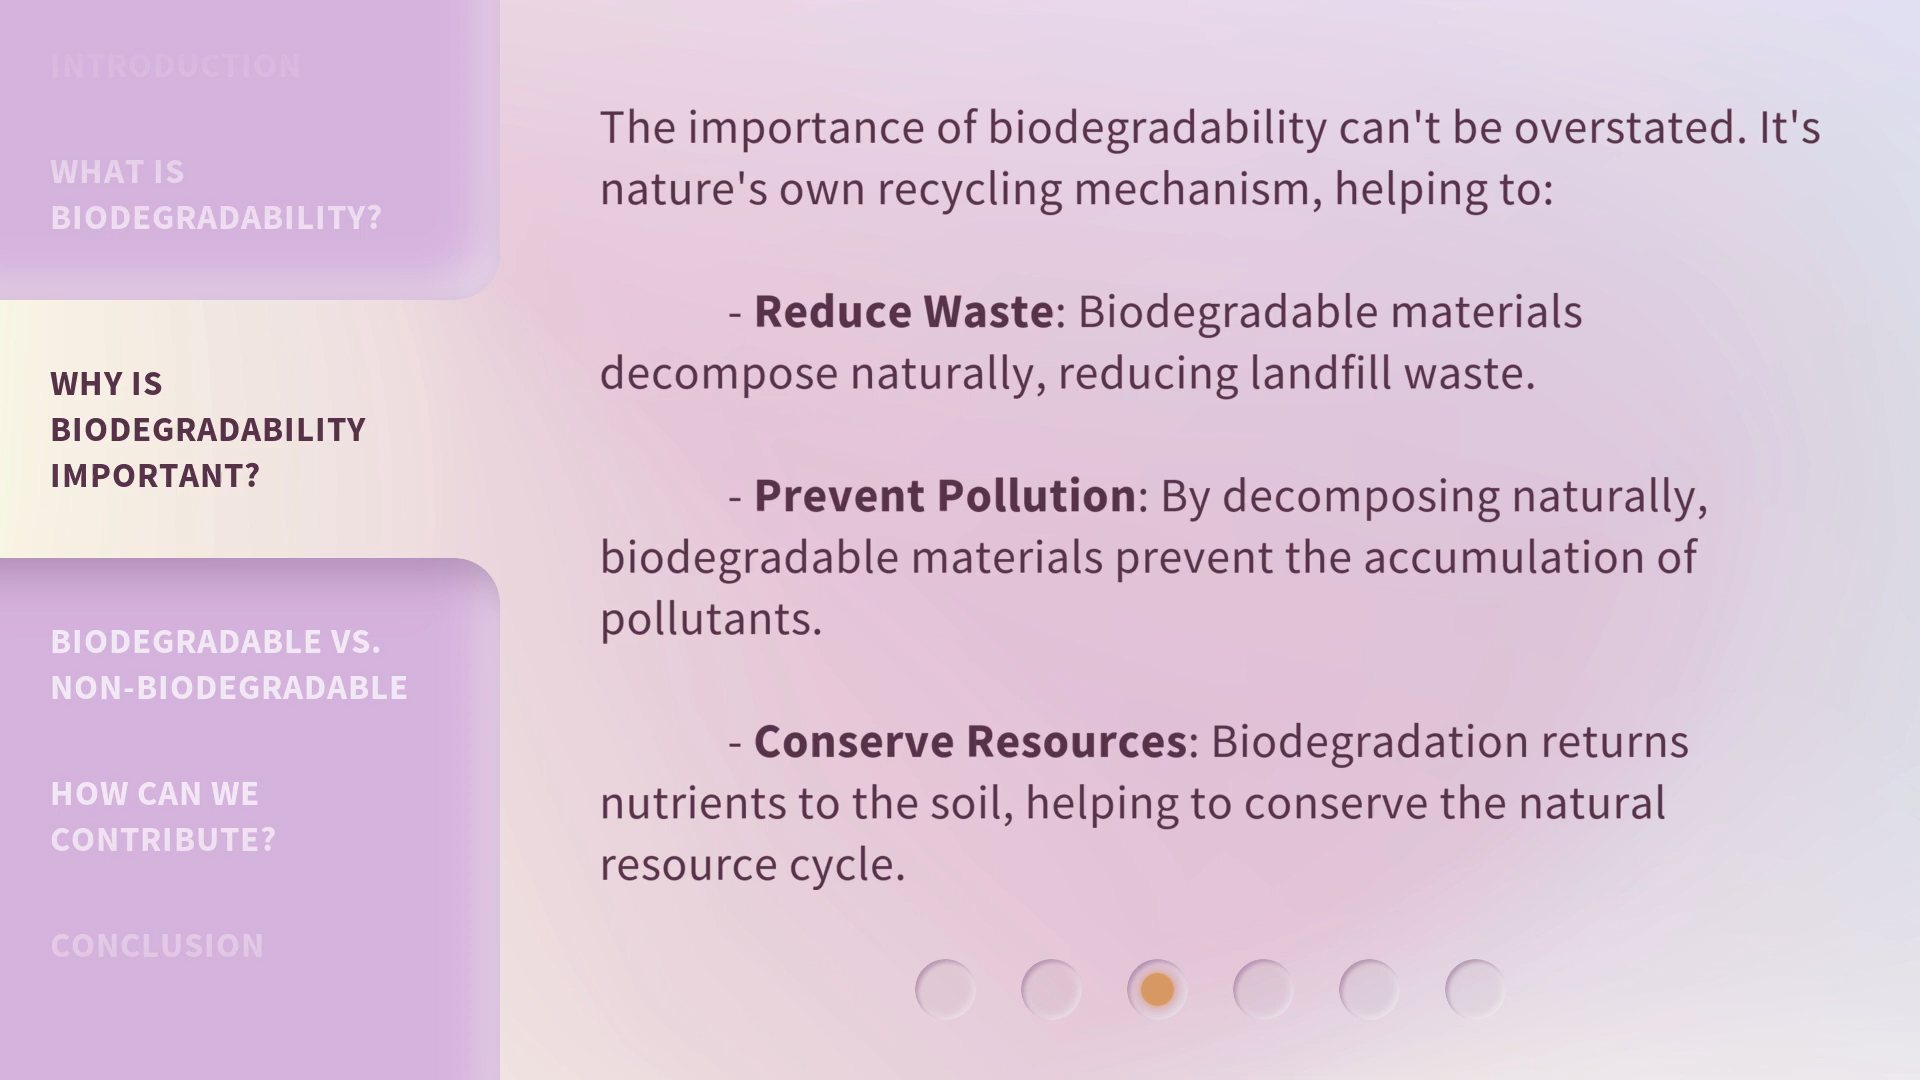 INTRODUCTION
WHAT IS
BIODEGRADABILITY?
WHY IS
BIODEGRADABILITY
IMPORTANT?
BIODEGRADABLE VS.
NON-BIODEGRADABLE
HOW CAN WE
CONTRIBUTE?
CONCLUSION
The importance of biodegradability can't be overstated. It's
nature's own recycling mechanism, helping to:
- Reduce Waste: Biodegradable materials
decompose naturally, reducing landfill waste.
- Prevent Pollution: By decomposing naturally,
biodegradable materials prevent the accumulation of
pollutants.
- Conserve Resources: Biodegradation returns
nutrients to the soil, helping to conserve the natural
resource cycle.